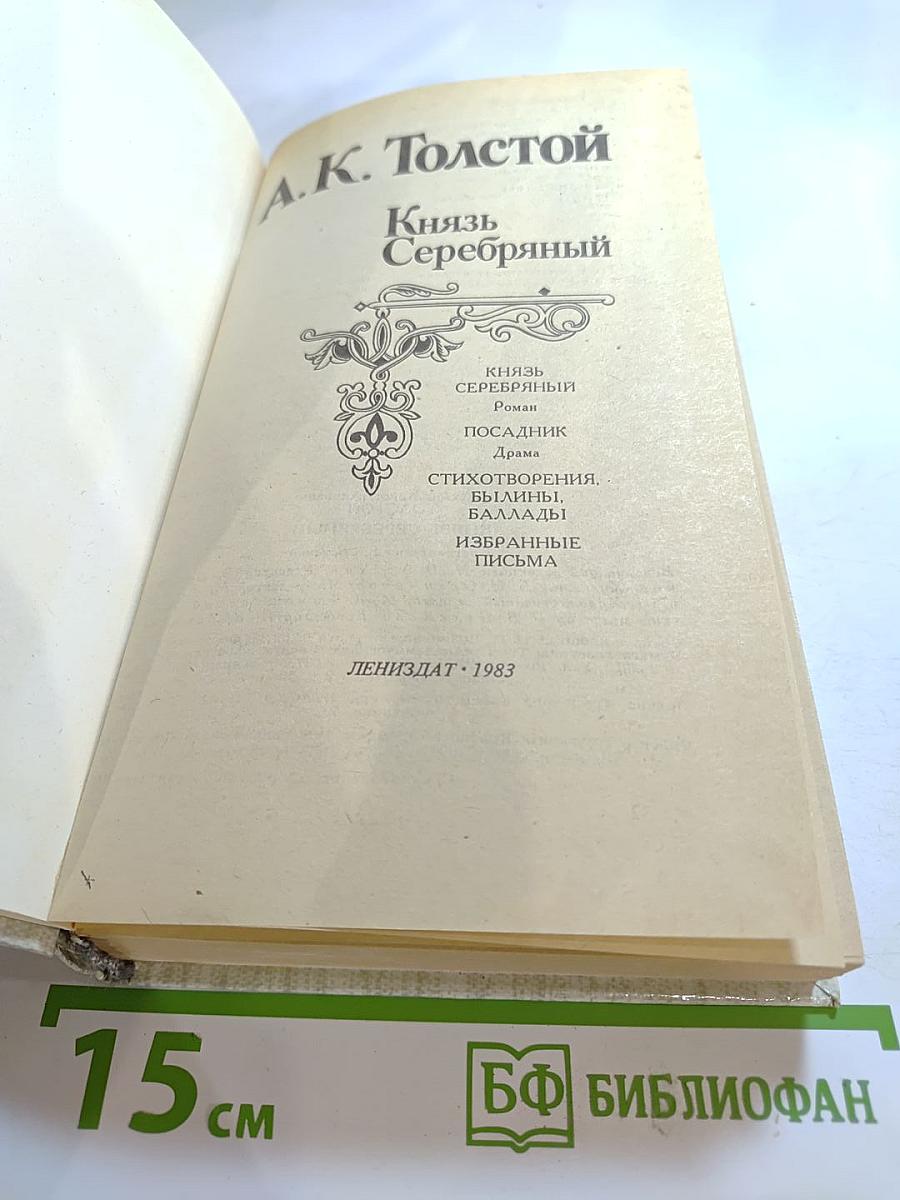 А. К. Толстой
Князь
Серебряный
КНЯЗЬ
СЕРЕБРЯНЫЙ
Роман
ПОСАДНИК
Драма
СТИХОТВОРЕНИЯ,
БЫЛИНЫ,
БАЛЛАДЫ
ИЗБРАННЫЕ
ПИСЬМА
ЛЕНИЗДАТ · 1983
15 см
БФ БИБЛИОФАН